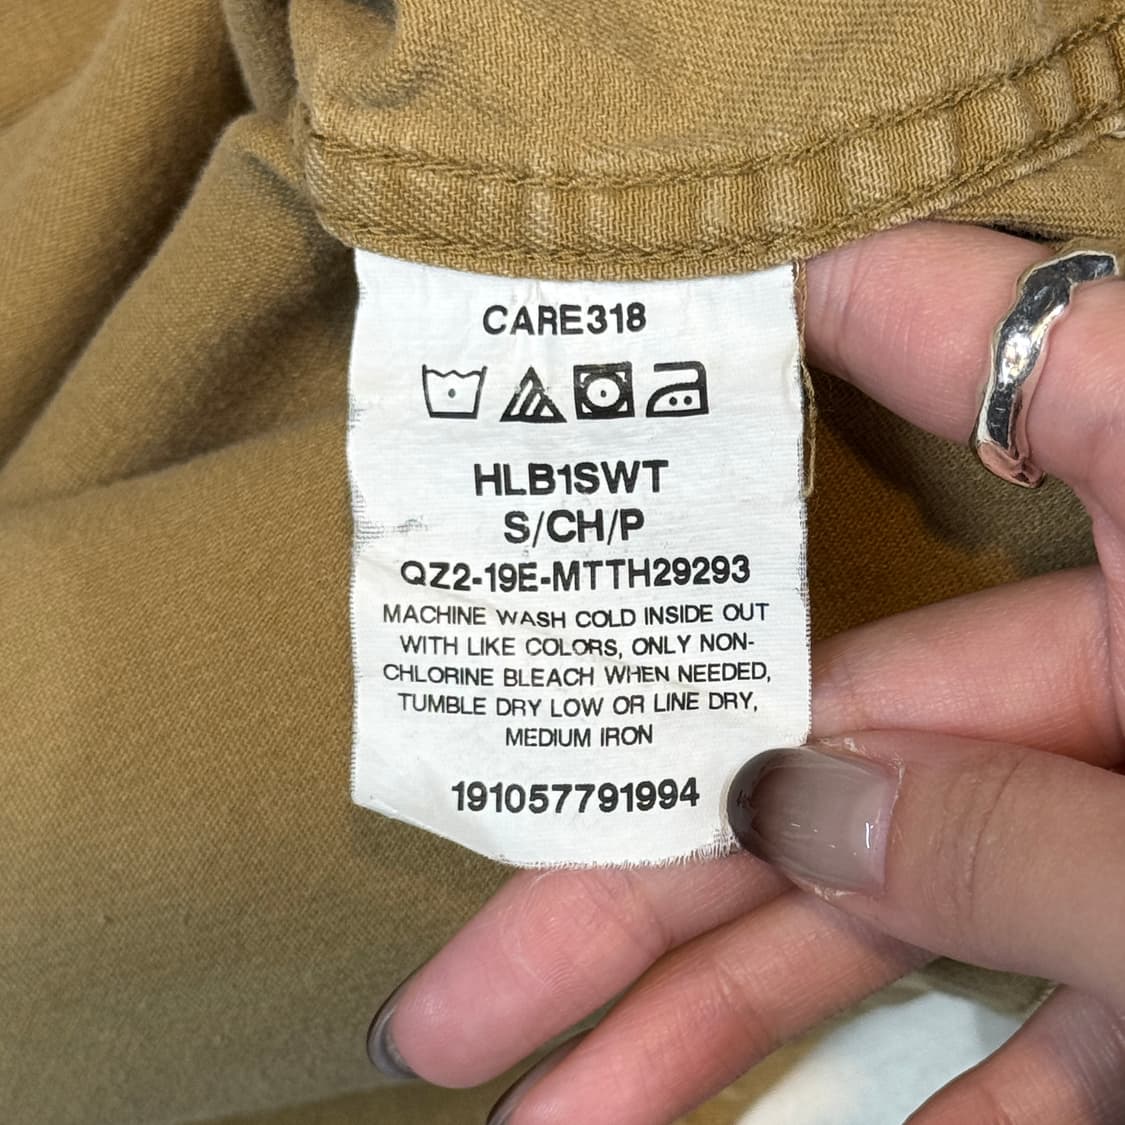 CARE318
HLB1SWT
S/CH/P
QZ2-19E-MTTH29293
MACHINE WASH COLD INSIDE OUT
WITH LIKE COLORS, ONLY NON-
CHLORINE BLEACH WHEN NEEDED,
TUMBLE DRY LOW OR LINE DRY,
MEDIUM IRON
191057791994